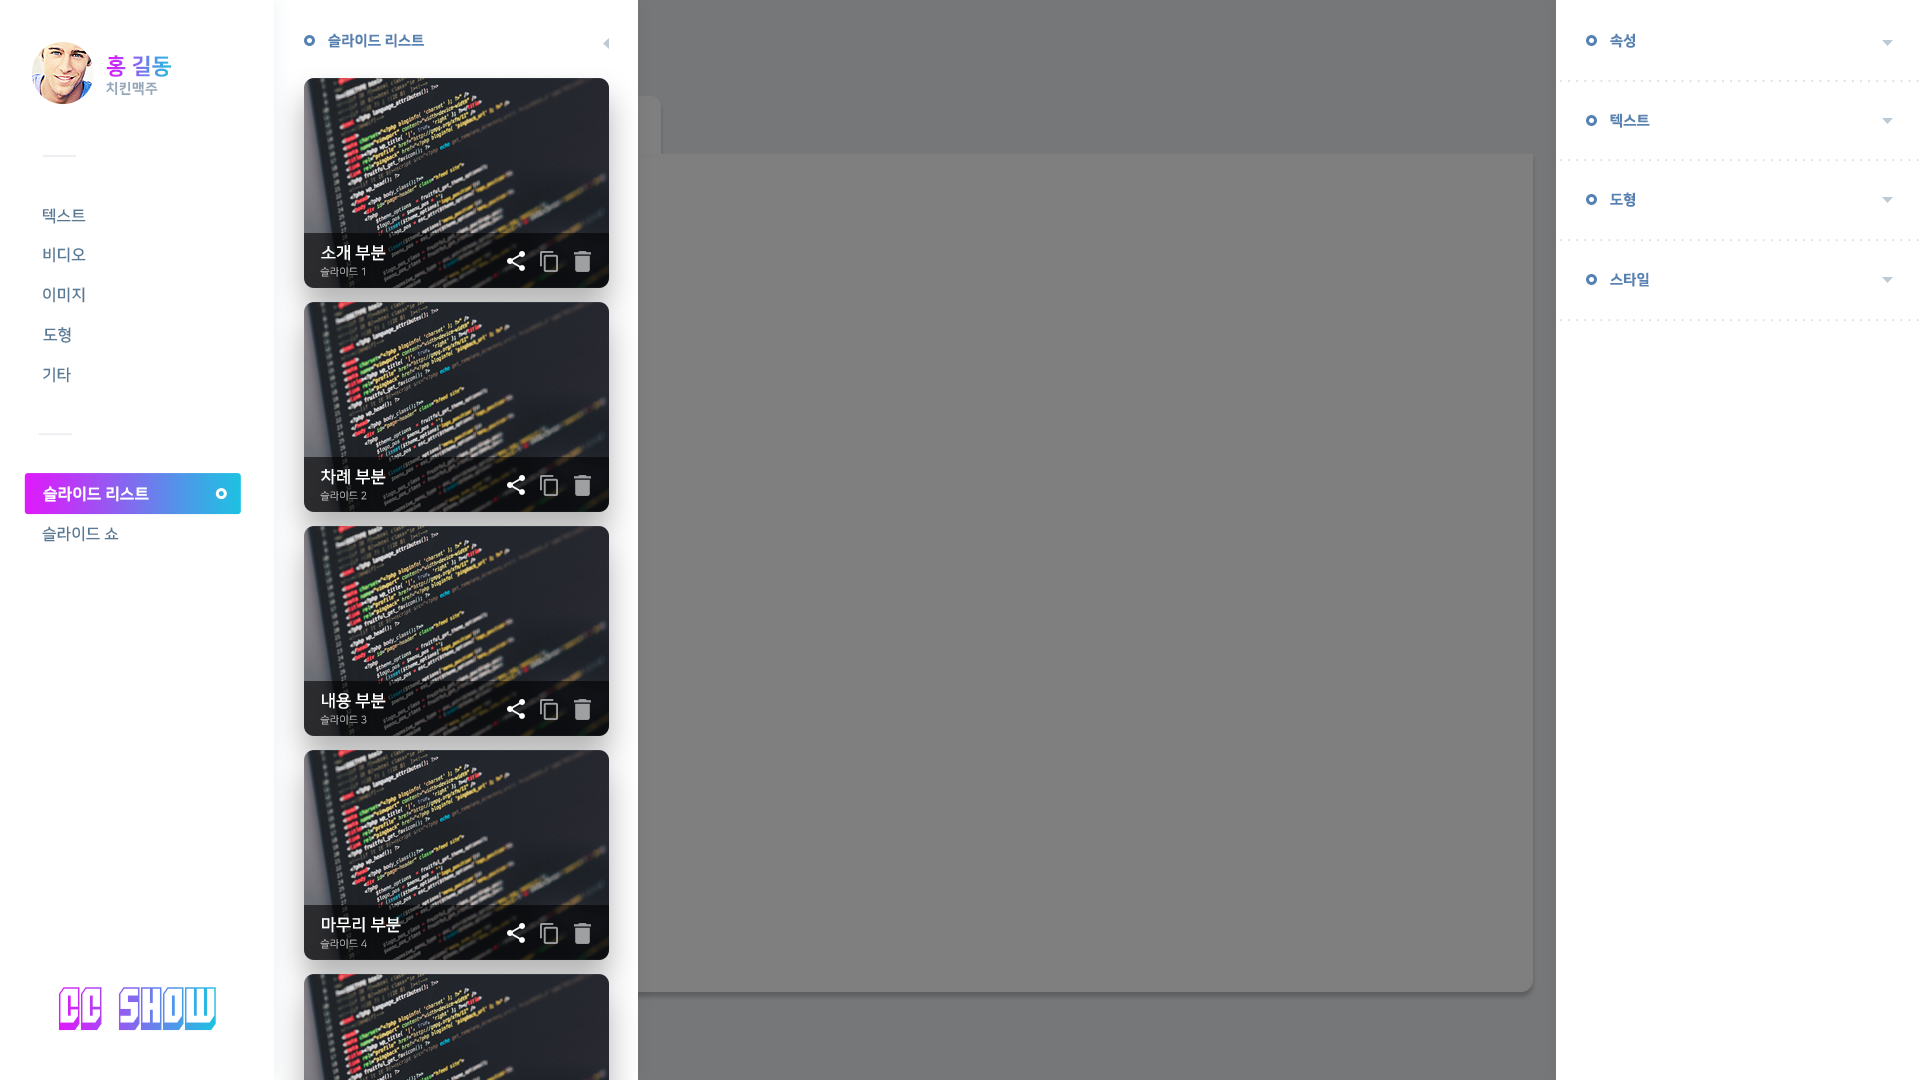 홍 길동
치킨맥주
텍스트
비디오
이미지
도형
기타
슬라이드 리스트
슬라이드 쇼
CC SHOW
슬라이드 리스트
소개 부분
슬라이드 1
차례 부분
슬라이드 2
내용 부분
슬라이드 3
마무리 부분
슬라이드 4
속성
텍스트
도형
스타일